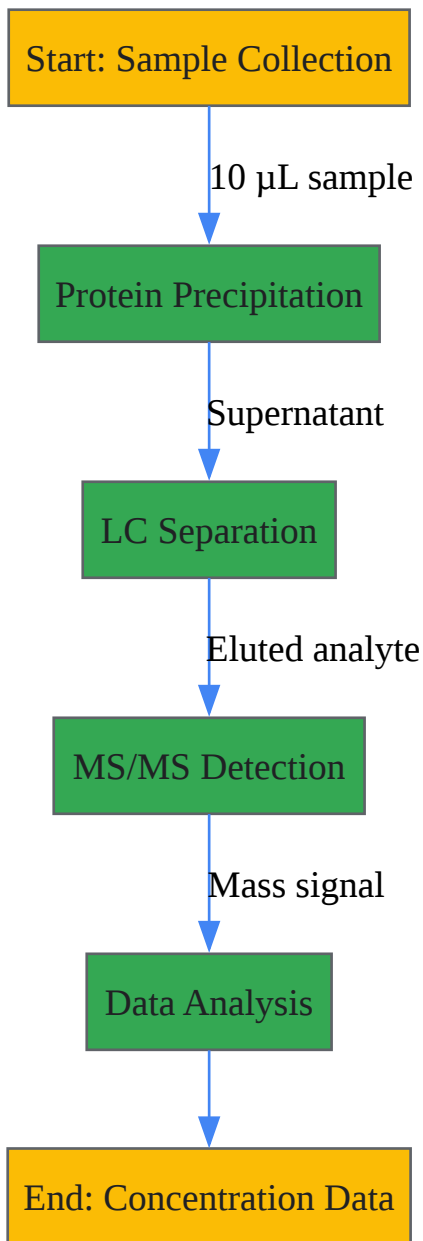 Start: Sample Collection
10 µL sample
Protein Precipitation
Supernatant
LC Separation
Eluted analyte
MS/MS Detection
Mass signal
Data Analysis
End: Concentration Data